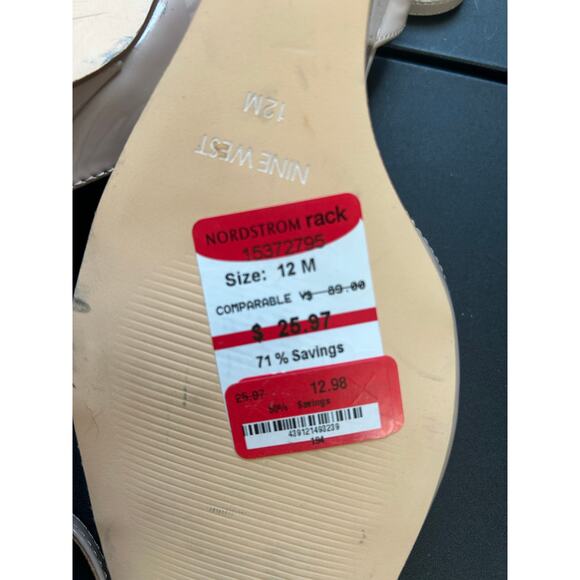 12M
NINE WEST
NORDSTROM rack
15372795
Size: 12 M
COMPARABLE V$ 89.00
$ 25.97
71 % Savings
25.97 12.98
50% Savings
439121493239
194